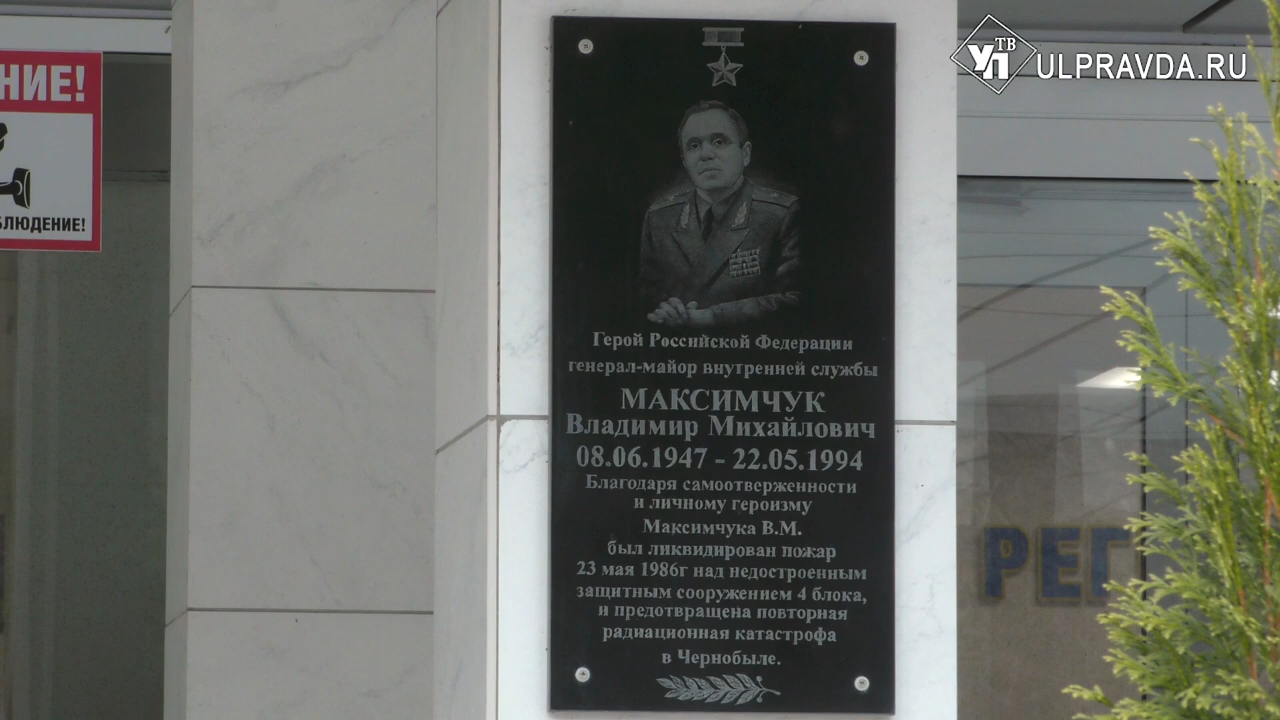 УП ТВ ULPRAVDA.RU
НИЕ!
БЛЮДЕНИЕ!
Герой Российской Федерации
генерал-майор внутренней службы
МАКСИМЧУК
Владимир Михайлович
08.06.1947 - 22.05.1994
Благодаря самоотверженности
и личному героизму
Максимчука В.М.
был ликвидирован пожар
23 мая 1986г над недостроенным
защитным сооружением 4 блока,
и предотвращена повторная
радиационная катастрофа
в Чернобыле.
РЕГ